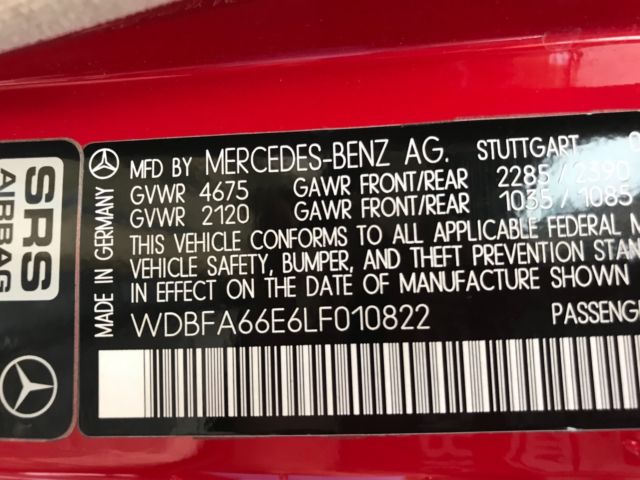 SRS
AIRBAG
MADE IN GERMANY
MFD BY MERCEDES-BENZ AG. STUTTGART
GVWR 4675 GAWR FRONT/REAR 2285/2390
GVWR 2120 GAWR FRONT/REAR 1035/1085
THIS VEHICLE CONFORMS TO ALL APPLICABLE FEDERAL M
VEHICLE SAFETY, BUMPER, AND THEFT PREVENTION STAN
IN EFFECT ON THE DATE OF MANUFACTURE SHOWN
WDBFA66E6LF010822 PASSENG